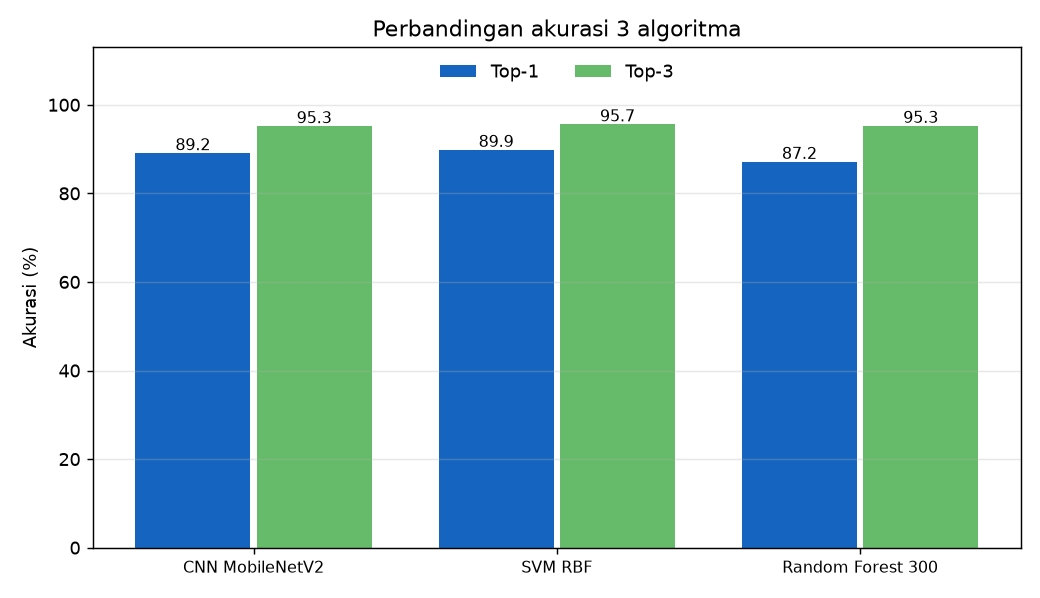 Perbandingan akurasi 3 algoritma
Top-1 Top-3
Akurasi (%)
100
80
60
40
20
0
89.2 95.3 89.9 95.7 87.2 95.3
CNN MobileNetV2 SVM RBF Random Forest 300